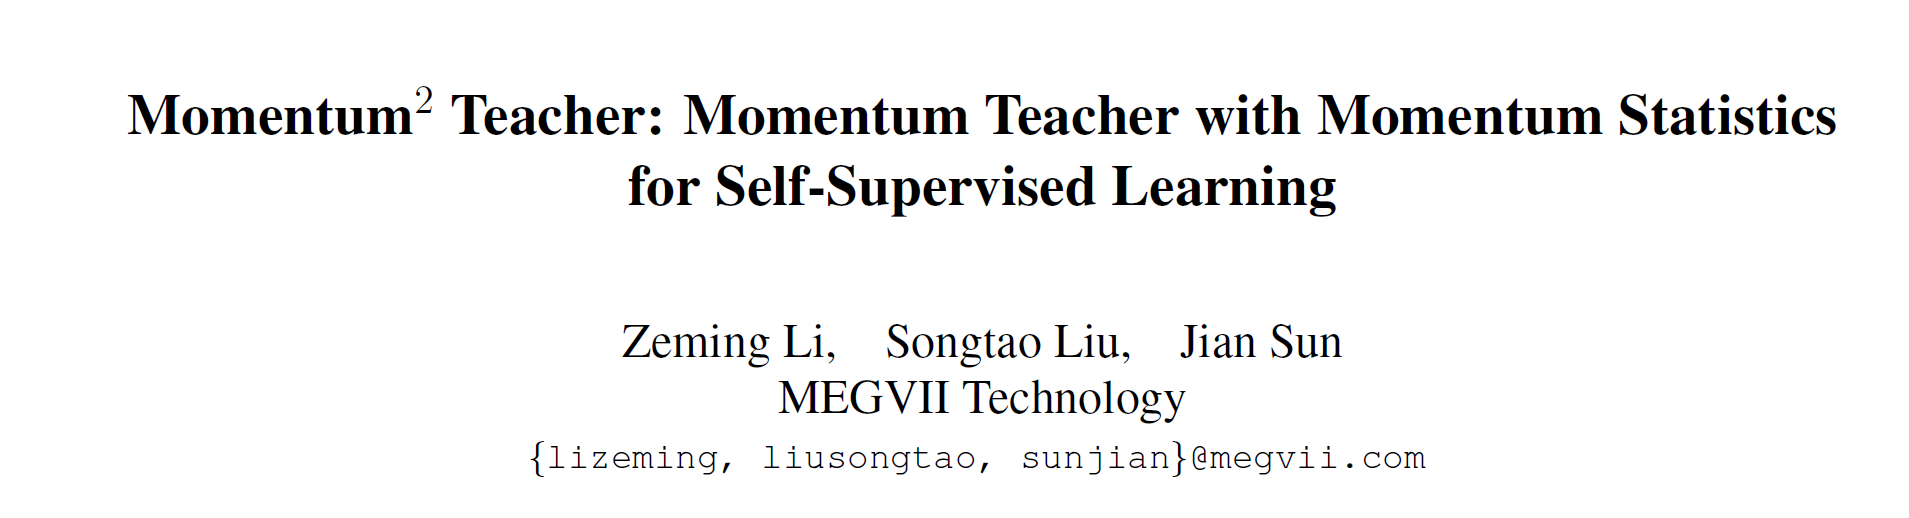 Momentum² Teacher: Momentum Teacher with Momentum Statistics
for Self-Supervised Learning
Zeming Li, Songtao Liu, Jian Sun
MEGVII Technology
{lizeming, liusongtao, sunjian}@megvii.com